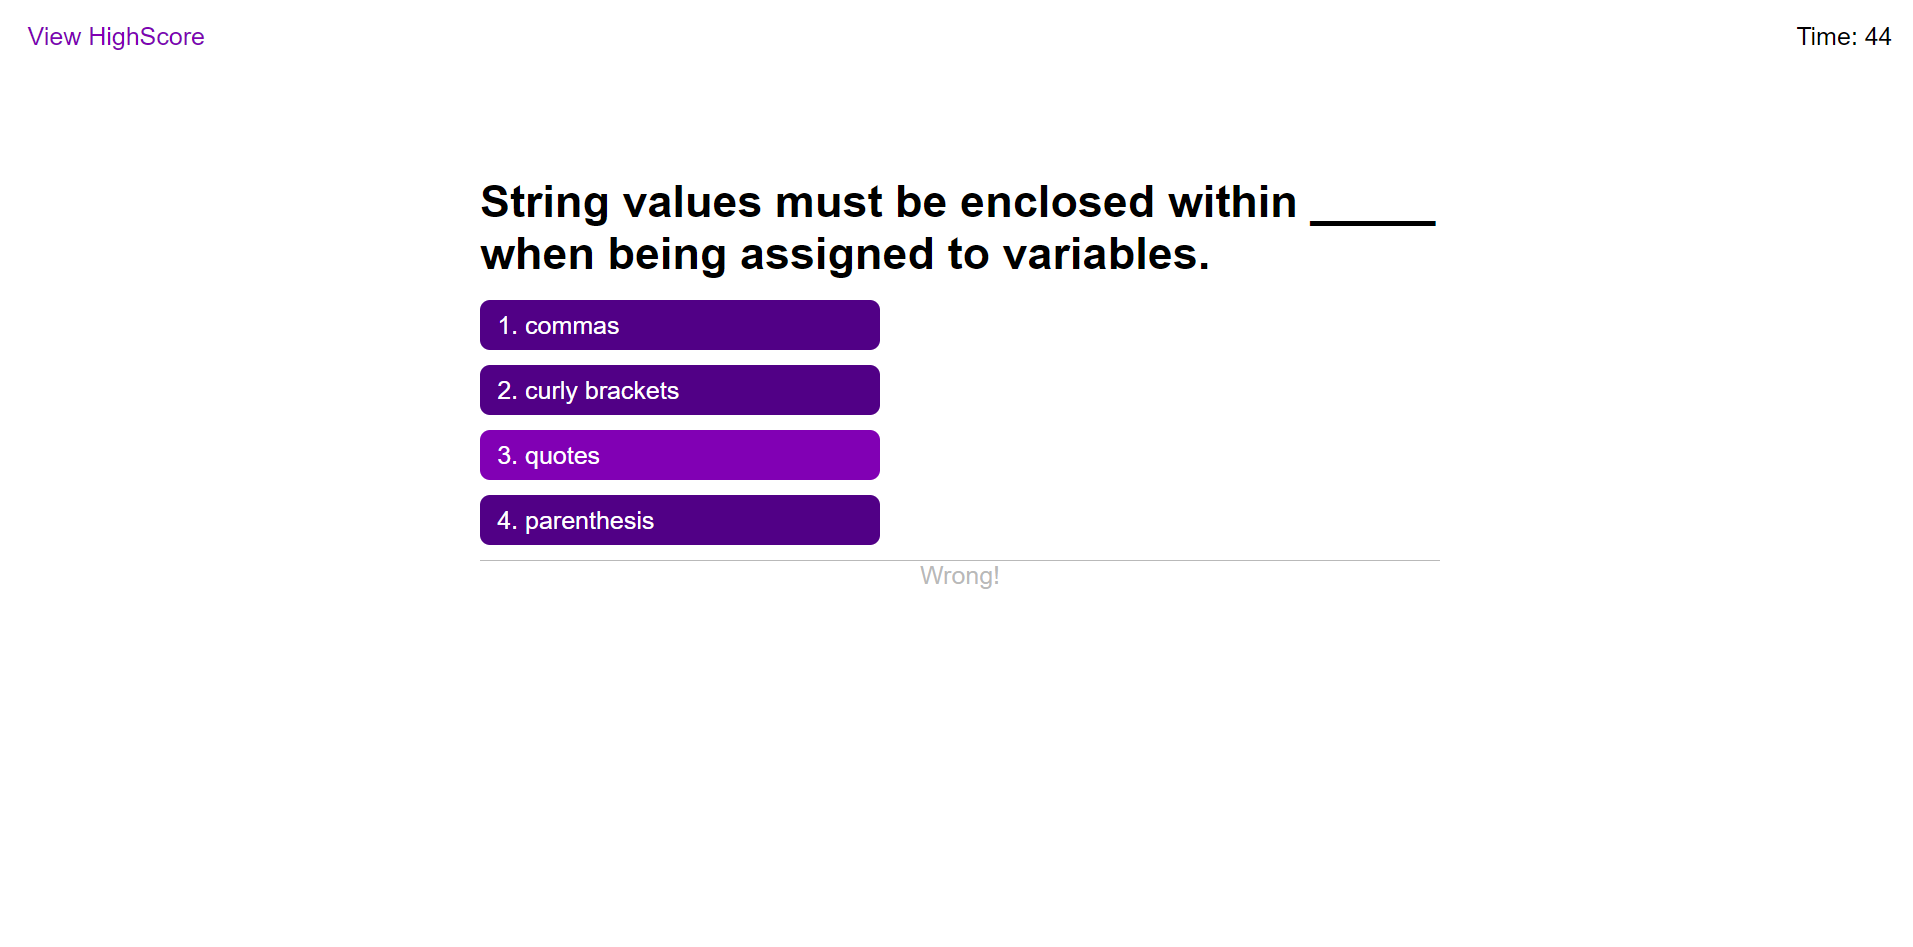 View HighScore
Time: 44
String values must be enclosed within _____
when being assigned to variables.
1. commas
2. curly brackets
3. quotes
4. parenthesis
Wrong!